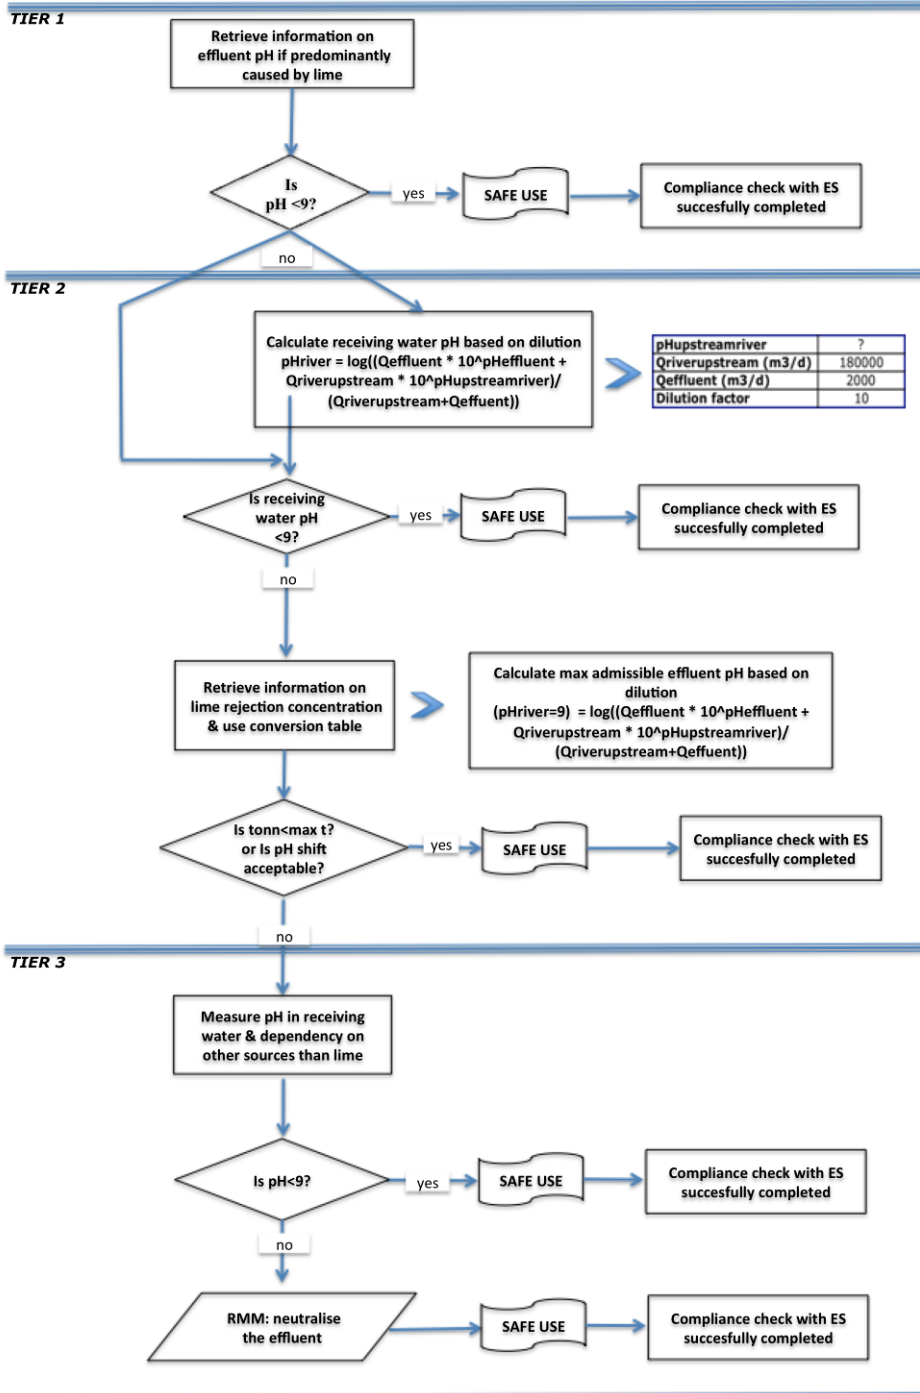 TIER 1
Retrieve information on
effluent pH if predominantly
caused by lime
Is
pH <9?
yes
SAFE USE
Compliance check with ES
succesfully completed
no
TIER 2
Calculate receiving water pH based on dilution
pHriver = log((Qeffluent * 10^pHeffluent +
Qriverupstream * 10^pHupstreamriver)/
(Qriverupstream+Qeffuent))
pHupstreamriver ?
Qriverupstream (m3/d) 180000
Qeffluent (m3/d) 2000
Dilution factor 10
Is receiving
water pH
<9?
yes
SAFE USE
Compliance check with ES
succesfully completed
no
Retrieve information on
lime rejection concentration
& use conversion table
Calculate max admissible effluent pH based on
dilution
(pHriver=9) = log((Qeffluent * 10^pHeffluent +
Qriverupstream * 10^pHupstreamriver)/
(Qriverupstream+Qeffuent))
Is tonn<max t?
or Is pH shift
acceptable?
yes
SAFE USE
Compliance check with ES
succesfully completed
no
TIER 3
Measure pH in receiving
water & dependency on
other sources than lime
Is pH<9?
yes
SAFE USE
Compliance check with ES
succesfully completed
no
RMM: neutralise
the effluent
SAFE USE
Compliance check with ES
succesfully completed